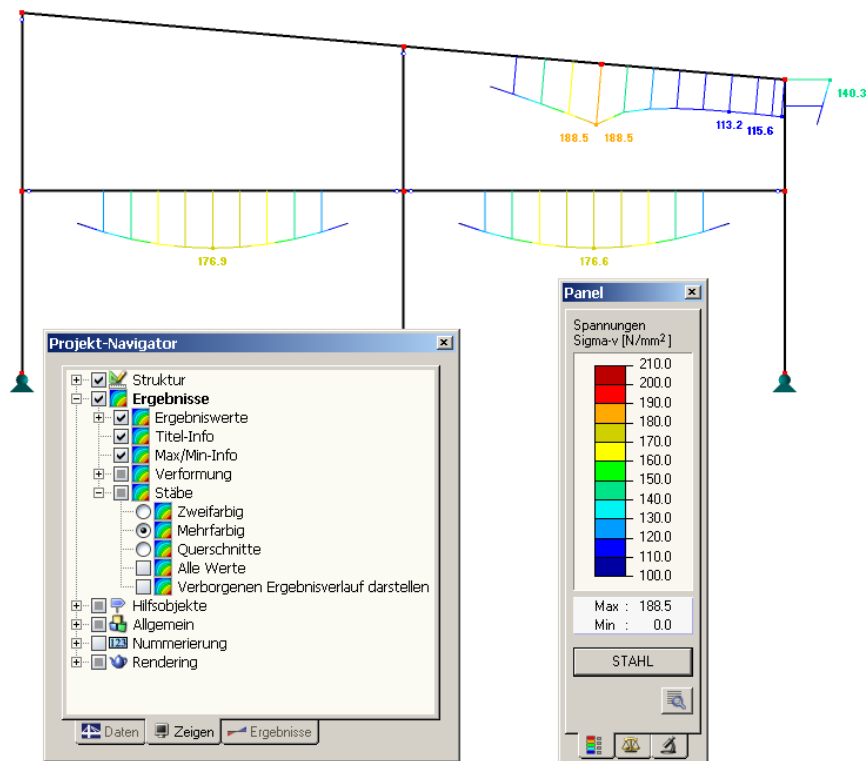 140.3
188.5 188.5
113.2
115.6
176.9
176.6
Projekt-Navigator
Struktur
Ergebnisse
Ergebniswerte
Titel-Info
Max/Min-Info
Verformung
Stäbe
Zweifarbig
Mehrfarbig
Querschnitte
Alle Werte
Verborgenen Ergebnisverlauf darstellen
Hilfsobjekte
Allgemein
123 Nummerierung
Rendering
Daten Zeigen Ergebnisse
Panel
Spannungen
Sigma-v [N/mm²]
210.0
200.0
190.0
180.0
170.0
160.0
150.0
140.0
130.0
120.0
110.0
100.0
Max : 188.5
Min : 0.0
STAHL